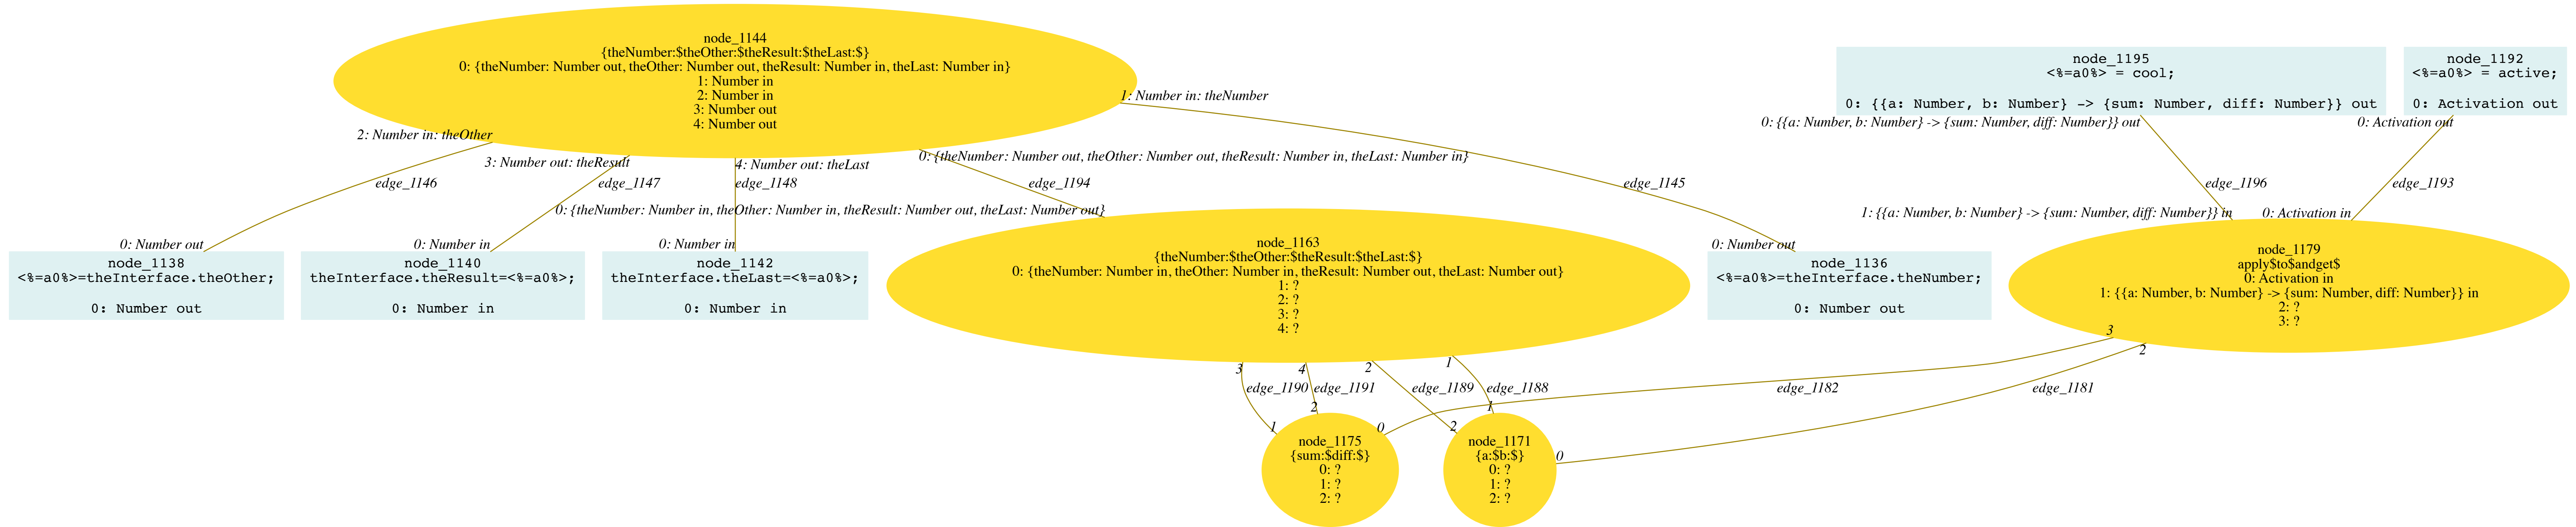 node_1144
{theNumber:$theOther:$theResult:$theLast:$}
0: {theNumber: Number out, theOther: Number out, theResult: Number in, theLast: Number in}
1: Number in
2: Number in
3: Number out
4: Number out
node_1195
<%=a0%> = cool;
0: {{a: Number, b: Number} -> {sum: Number, diff: Number}} out
node_1192
<%=a0%> = active;
0: Activation out
1: Number in: theNumber
2: Number in: theOther
3: Number out: theResult
4: Number out: theLast
0: {theNumber: Number out, theOther: Number out, theResult: Number in, theLast: Number in}
0: {{a: Number, b: Number} -> {sum: Number, diff: Number}} out
0: Activation out
edge_1146
edge_1147
edge_1148
edge_1194
edge_1145
edge_1196
edge_1193
0: Number out
0: Number in
0: Number in
0: {theNumber: Number in, theOther: Number in, theResult: Number out, theLast: Number out}
0: Number out
1: {{a: Number, b: Number} -> {sum: Number, diff: Number}} in
0: Activation in
node_1138
<%=a0%>=theInterface.theOther;
0: Number out
node_1140
theInterface.theResult=<%=a0%>;
0: Number in
node_1142
theInterface.theLast=<%=a0%>;
0: Number in
node_1163
{theNumber:$theOther:$theResult:$theLast:$}
0: {theNumber: Number in, theOther: Number in, theResult: Number out, theLast: Number out}
1: ?
2: ?
3: ?
4: ?
node_1136
<%=a0%>=theInterface.theNumber;
0: Number out
node_1179
apply$to$andget$
0: Activation in
1: {{a: Number, b: Number} -> {sum: Number, diff: Number}} in
2: ?
3: ?
3
4
2
1
3
2
edge_1190
edge_1191
edge_1189
edge_1188
edge_1182
edge_1181
1
2
0
2
1
0
node_1175
{sum:$diff:$}
0: ?
1: ?
2: ?
node_1171
{a:$b:$}
0: ?
1: ?
2: ?